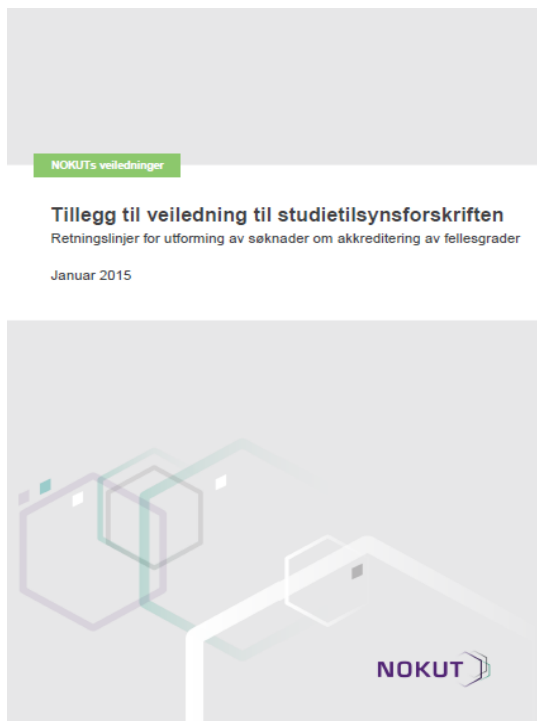 NOKUTs veiledninger
Tillegg til veiledning til studietilsynsforskriften
Retningslinjer for utforming av søknader om akkreditering av fellesgrader
Januar 2015
NOKUT